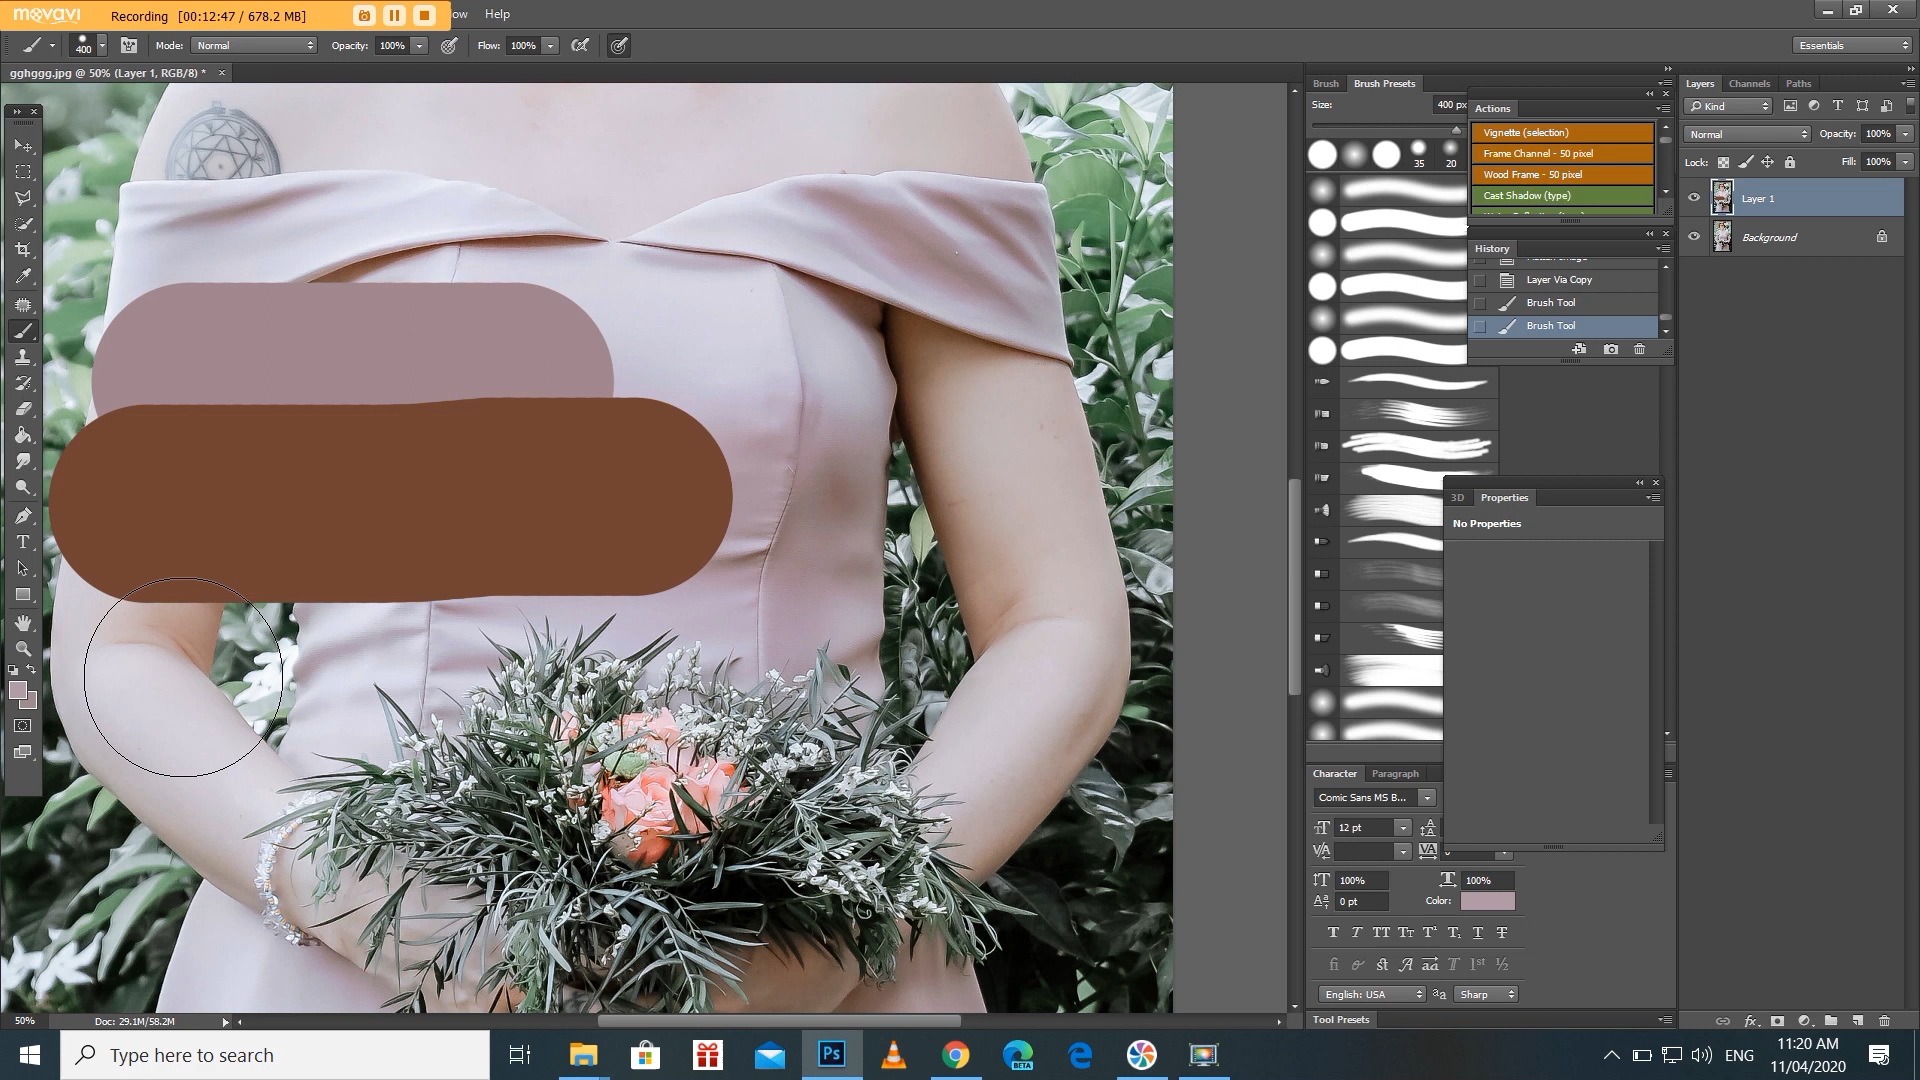 movavi Recording [00:12:47 / 678.2 MB] Help
400 Mode: Normal Opacity: 100% Flow: 100% Essentials
gghggg.jpg @ 50% (Layer 1, RGB/8) * ×
Brush Brush Presets
Size: 400 px
35 20
Actions
Vignette (selection)
Frame Channel - 50 pixel
Wood Frame - 50 pixel
Cast Shadow (type)
History
Layer Via Copy
Brush Tool
Brush Tool
Layers Channels Paths
Kind
Normal Opacity: 100%
Lock: Fill: 100%
Layer 1
Background
3D Properties
No Properties
Character Paragraph
Comic Sans MS B...
12 pt
100% 100%
0 pt Color:
English: USA Sharp
Tool Presets
50% Doc: 29.1M/58.2M
Type here to search
Ps
BETA
ENG
11:20 AM
11/04/2020